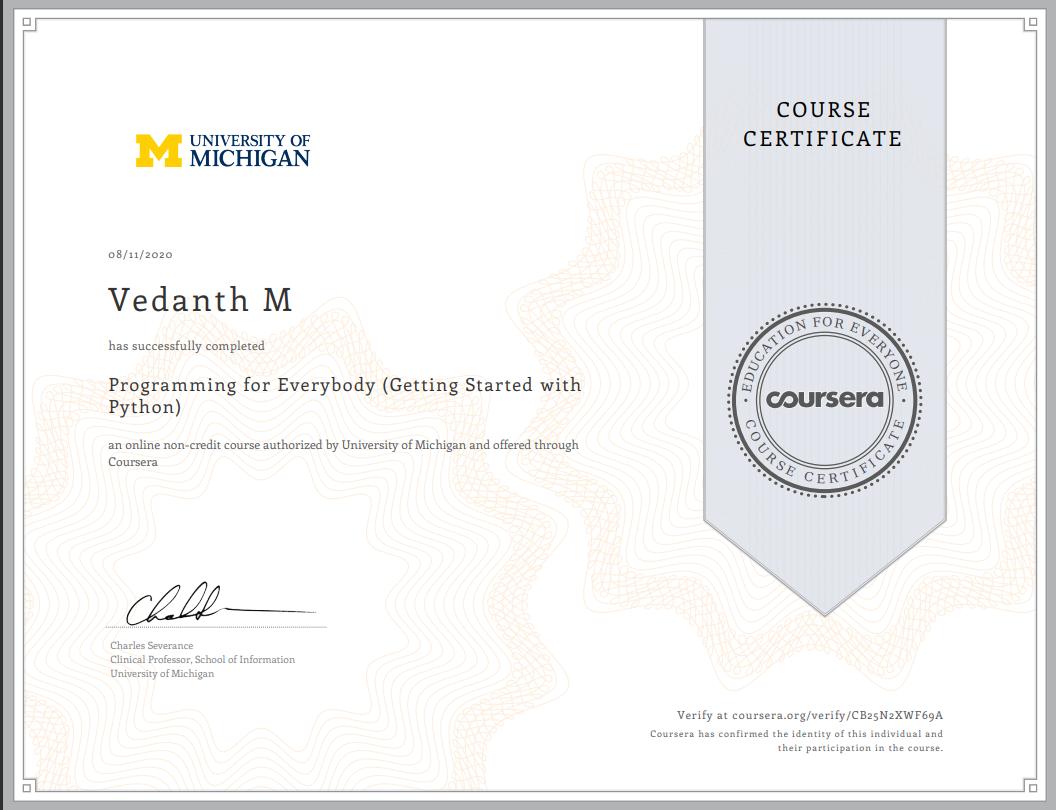 COURSE
CERTIFICATE
UNIVERSITY OF
MICHIGAN
08/11/2020
Vedanth M
has successfully completed
Programming for Everybody (Getting Started with
Python)
an online non-credit course authorized by University of Michigan and offered through
Coursera
EDUCATION FOR EVERYONE
coursera
COURSE CERTIFICATE
Charles Severance
Clinical Professor, School of Information
University of Michigan
Verify at coursera.org/verify/CB25N2XWF69A
Coursera has confirmed the identity of this individual and
their participation in the course.